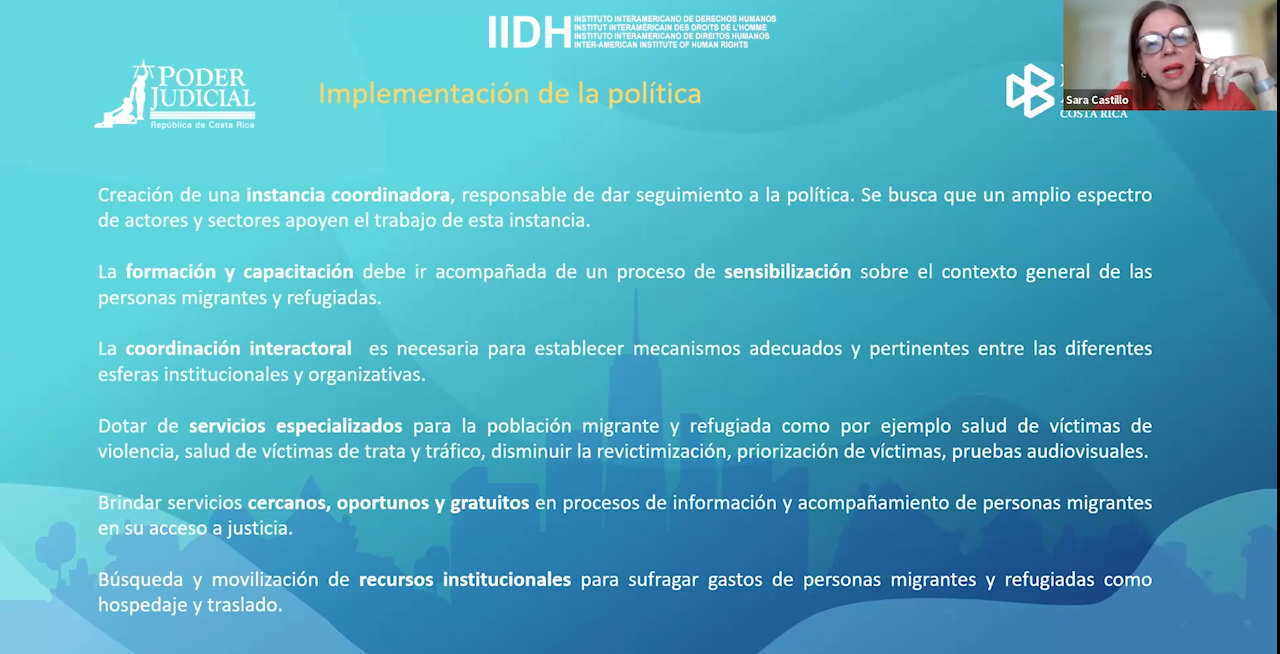 IIDH
INSTITUTO INTERAMERICANO DE DERECHOS HUMANOS
INSTITUT INTERAMÉRICAIN DES DROITS DE L'HOMME
INSTITUTO INTERAMERICANO DE DIREITOS HUMANOS
INTER-AMERICAN INSTITUTE OF HUMAN RIGHTS
PODER
JUDICIAL
República de Costa Rica
Implementación de la política
Sara Castillo
COSTA RICA
Creación de una instancia coordinadora, responsable de dar seguimiento a la política. Se busca que un amplio espectro
de actores y sectores apoyen el trabajo de esta instancia.
La formación y capacitación debe ir acompañada de un proceso de sensibilización sobre el contexto general de las
personas migrantes y refugiadas.
La coordinación interactoral es necesaria para establecer mecanismos adecuados y pertinentes entre las diferentes
esferas institucionales y organizativas.
Dotar de servicios especializados para la población migrante y refugiada como por ejemplo salud de víctimas de
violencia, salud de víctimas de trata y tráfico, disminuir la revictimización, priorización de víctimas, pruebas audiovisuales.
Brindar servicios cercanos, oportunos y gratuitos en procesos de información y acompañamiento de personas migrantes
en su acceso a justicia.
Búsqueda y movilización de recursos institucionales para sufragar gastos de personas migrantes y refugiadas como
hospedaje y traslado.